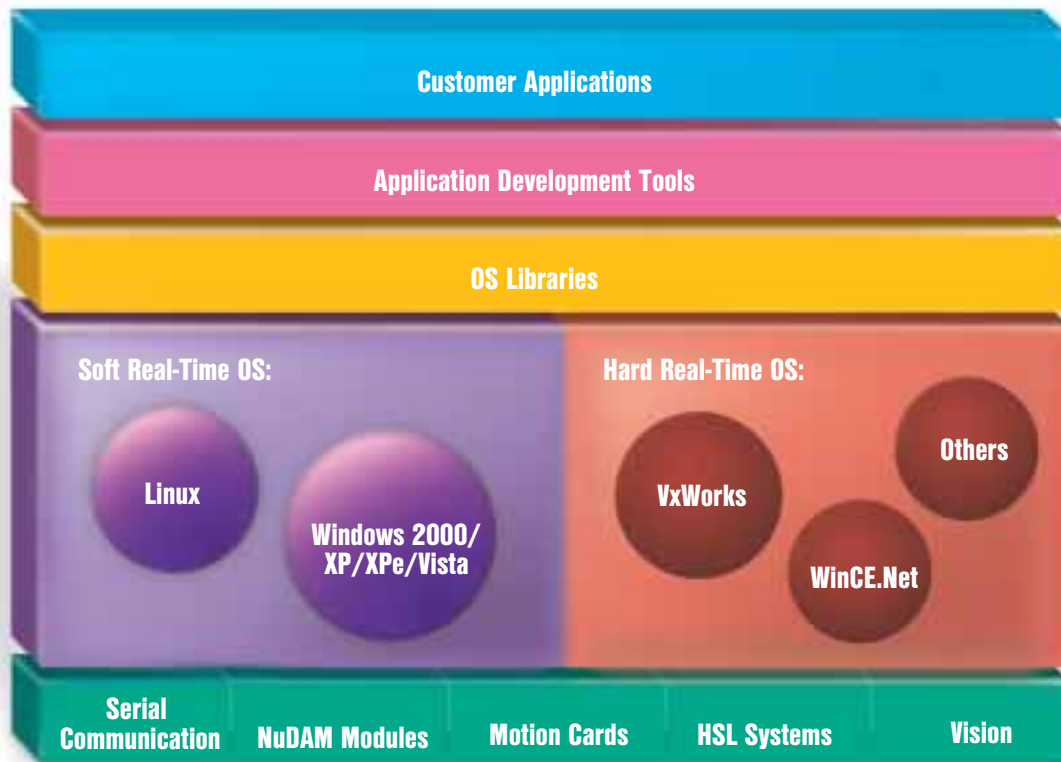 Customer Applications
Application Development Tools
OS Libraries
Soft Real-Time OS:
Linux
Windows 2000/
XP/XPe/Vista
Hard Real-Time OS:
VxWorks
WinCE.Net
Others
Serial
Communication
NuDAM Modules
Motion Cards
HSL Systems
Vision